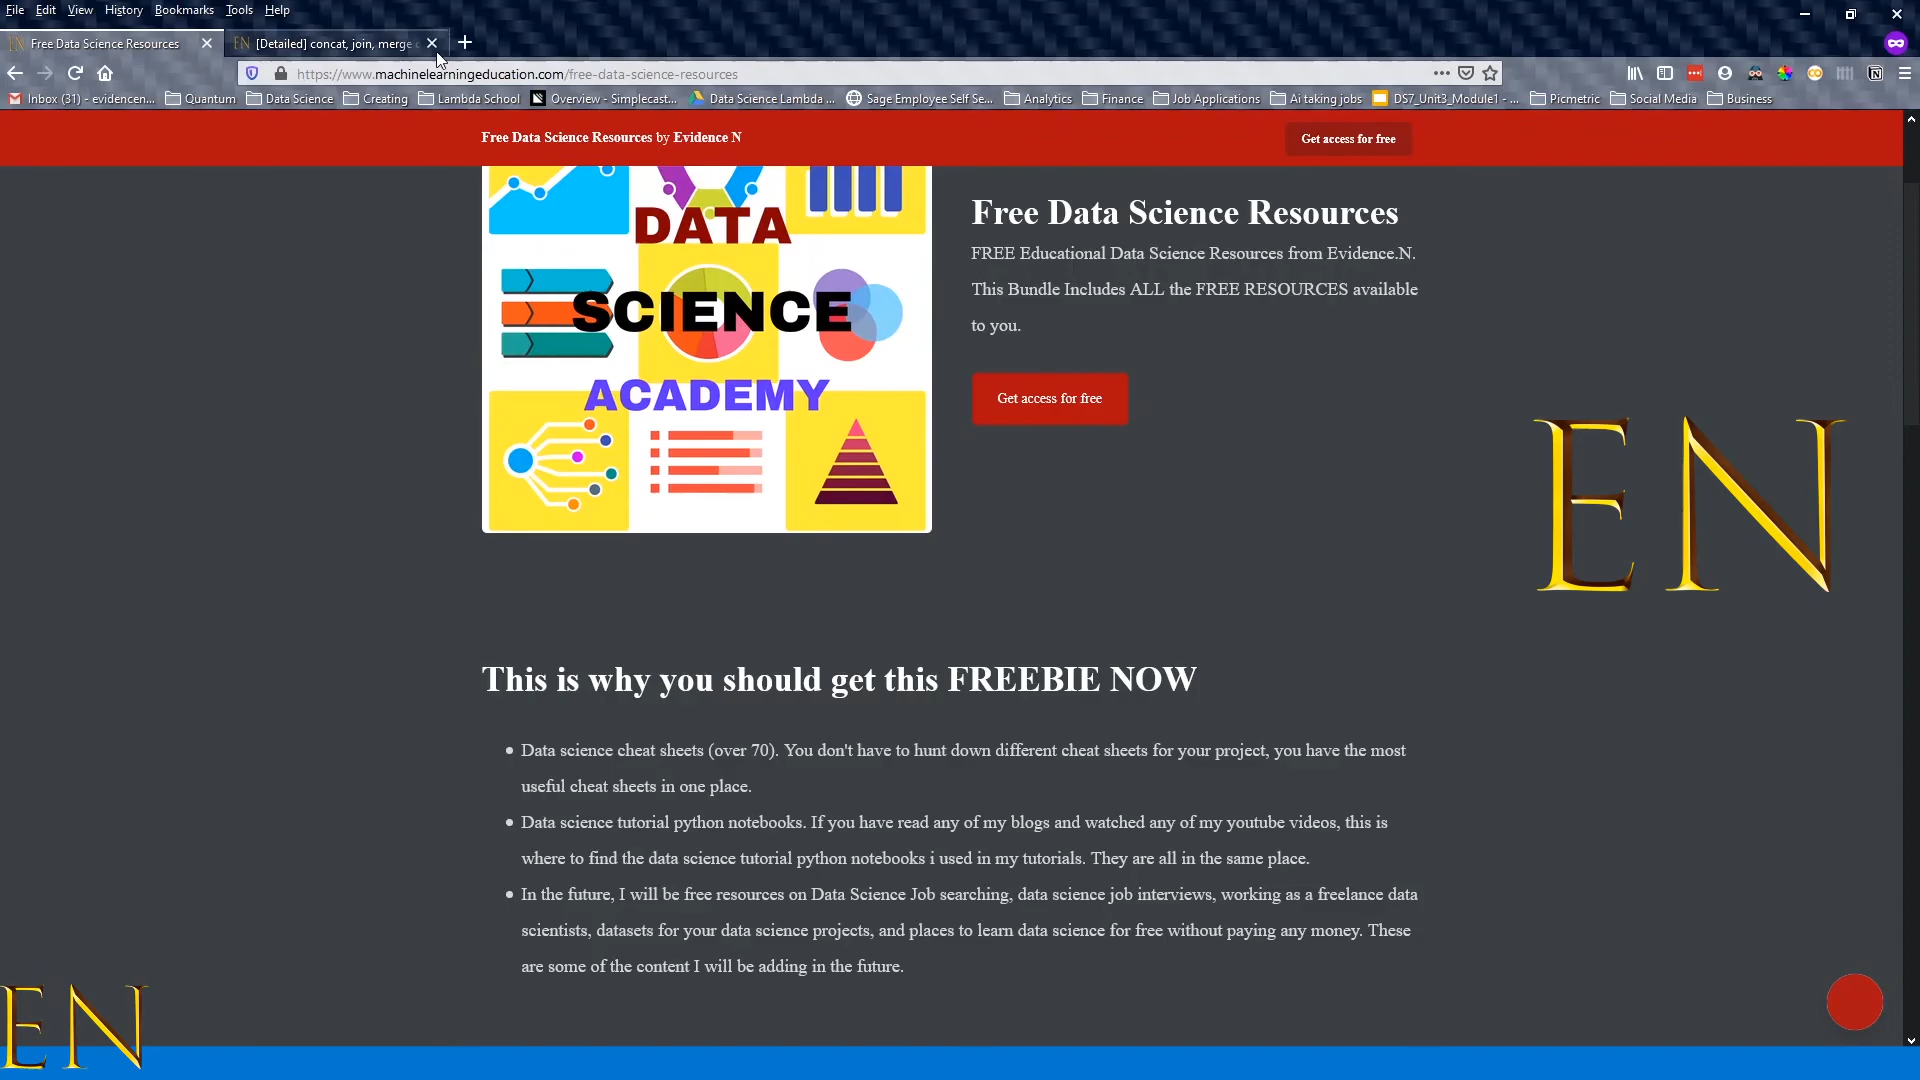 File Edit View History Bookmarks Tools Help
Free Data Science Resources
[Detailed] concat, join, merge
https://www.machinelearningeducation.com/free-data-science-resources
Inbox (31) - evidencen... Quantum Data Science Creating Lambda School Overview - Simplecast... Data Science Lambda ... Sage Employee Self Se... Analytics Finance Job Applications Ai taking jobs DS7_Unit3_Module1 - ... Picmetric Social Media Business
Free Data Science Resources by Evidence N
Get access for free
DATA
SCIENCE
ACADEMY
Free Data Science Resources
FREE Educational Data Science Resources from Evidence.N.
This Bundle Includes ALL the FREE RESOURCES available
to you.
Get access for free
EN
This is why you should get this FREEBIE NOW
Data science cheat sheets (over 70). You don't have to hunt down different cheat sheets for your project, you have the most
useful cheat sheets in one place.
Data science tutorial python notebooks. If you have read any of my blogs and watched any of my youtube videos, this is
where to find the data science tutorial python notebooks i used in my tutorials. They are all in the same place.
In the future, I will be free resources on Data Science Job searching, data science job interviews, working as a freelance data
scientists, datasets for your data science projects, and places to learn data science for free without paying any money. These
are some of the content I will be adding in the future.
EN